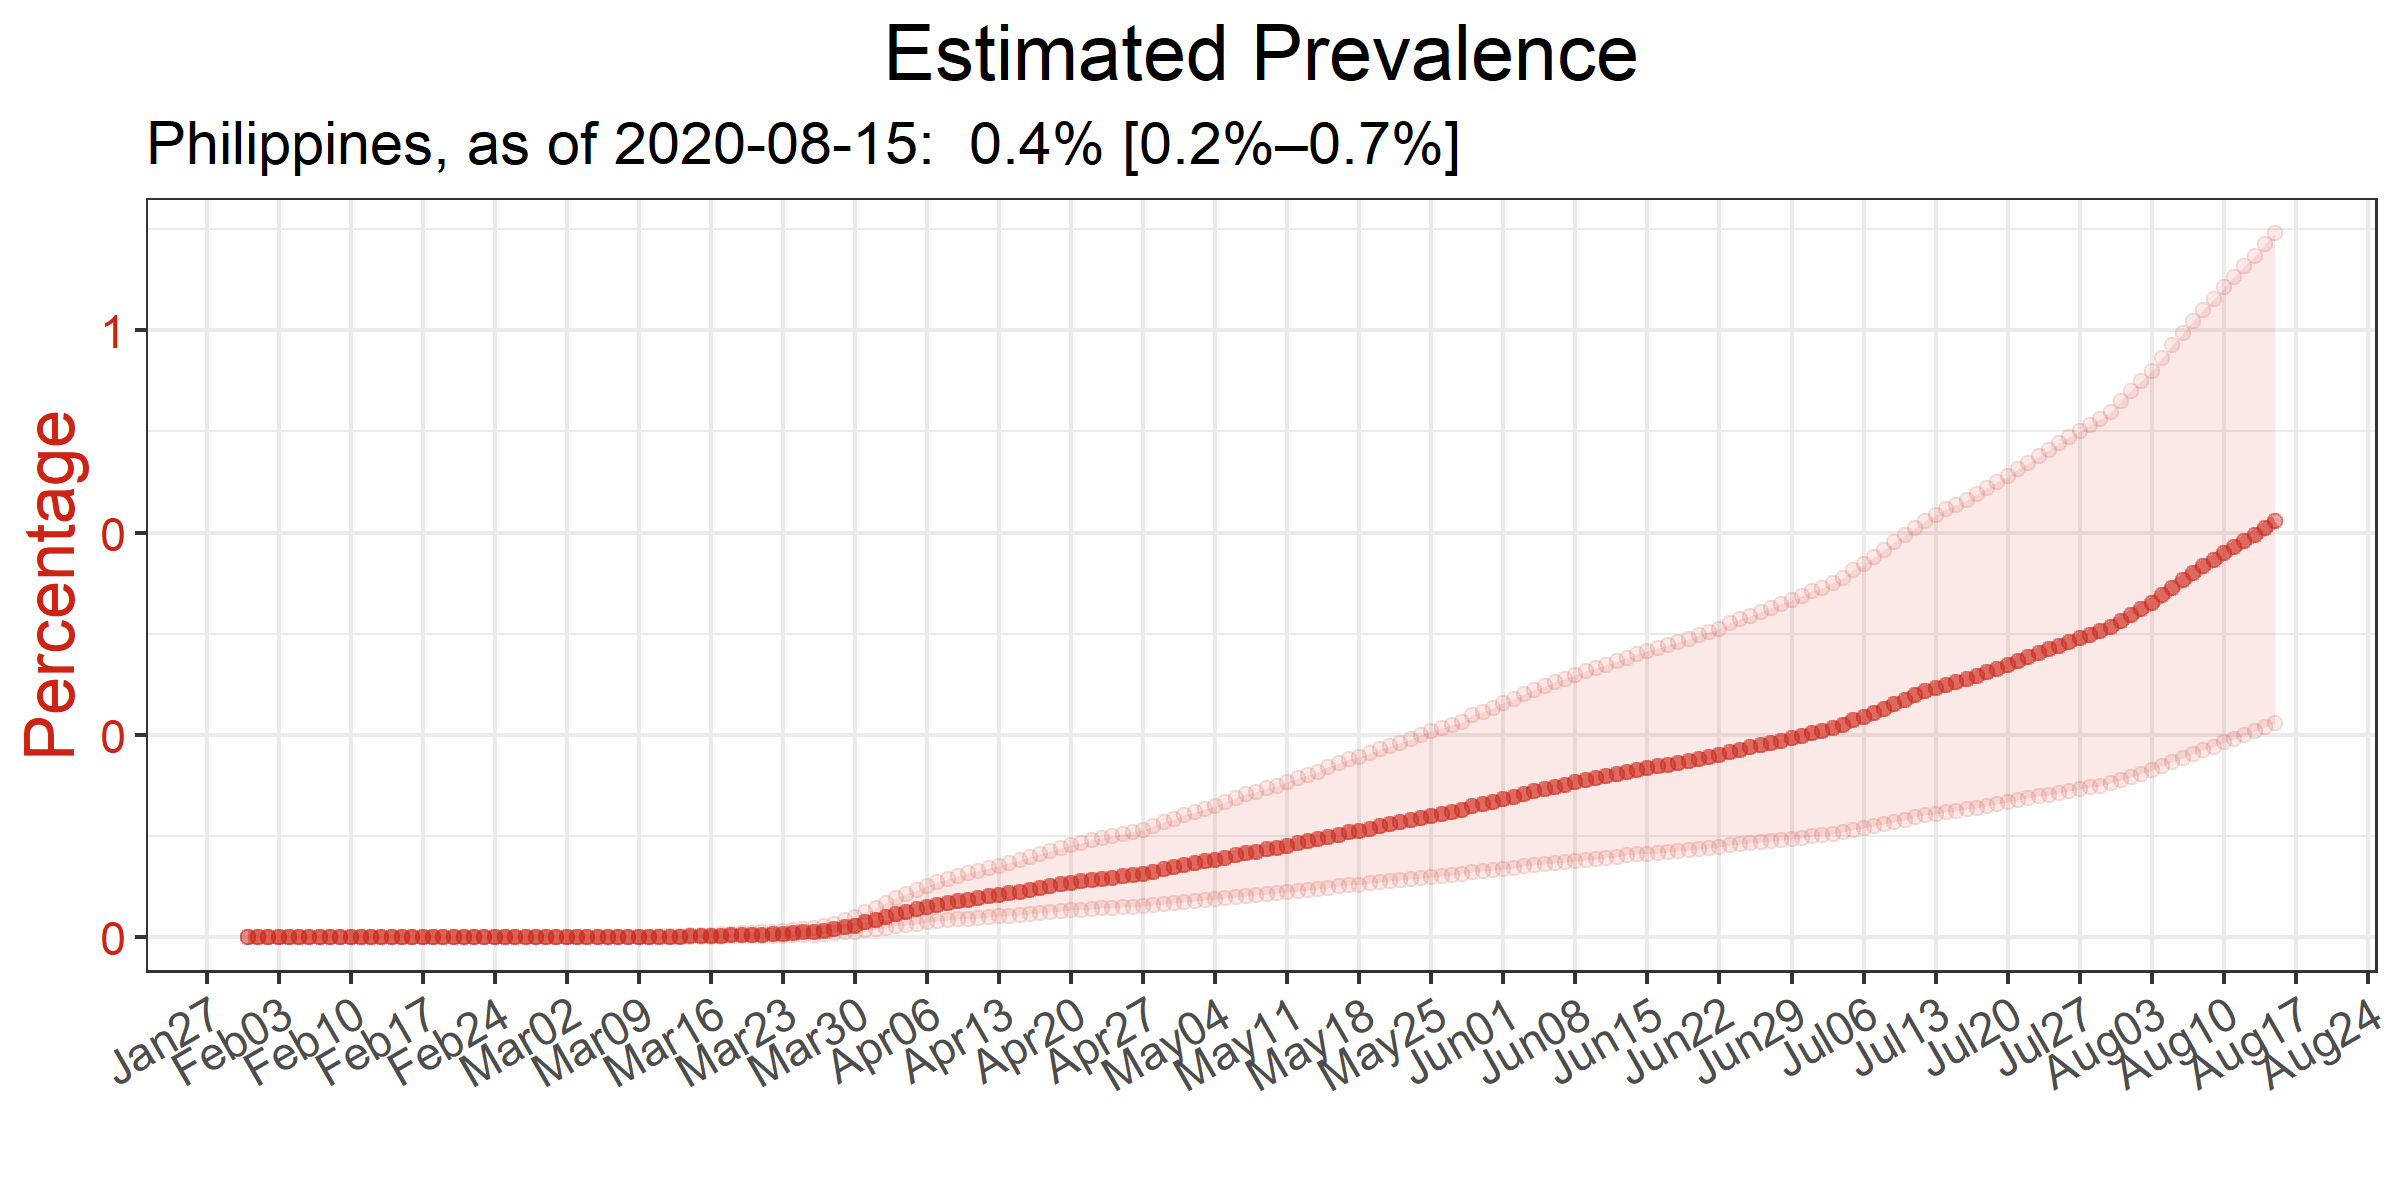 Estimated Prevalence
Philippines, as of 2020-08-15:  0.4% [0.2%–0.7%]
Percentage
1
0
0
0
Jan27
Feb03
Feb10
Feb17
Feb24
Mar02
Mar09
Mar16
Mar23
Mar30
Apr06
Apr13
Apr20
Apr27
May04
May11
May18
May25
Jun01
Jun08
Jun15
Jun22
Jun29
Jul06
Jul13
Jul20
Jul27
Aug03
Aug10
Aug17
Aug24